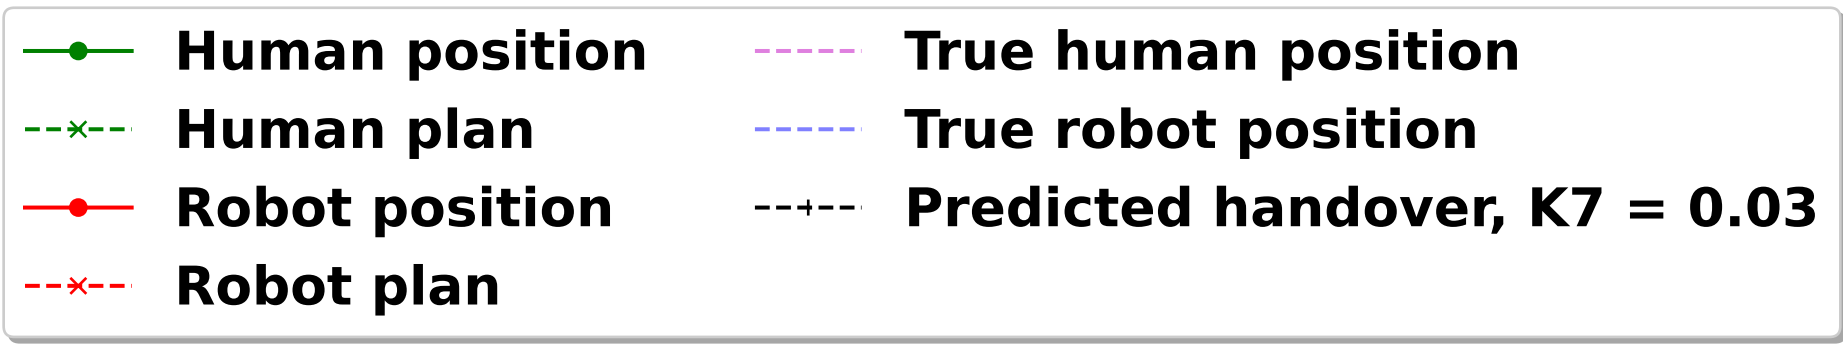 Human position
Human plan
Robot position
Robot plan
True human position
True robot position
Predicted handover, K7 = 0.03